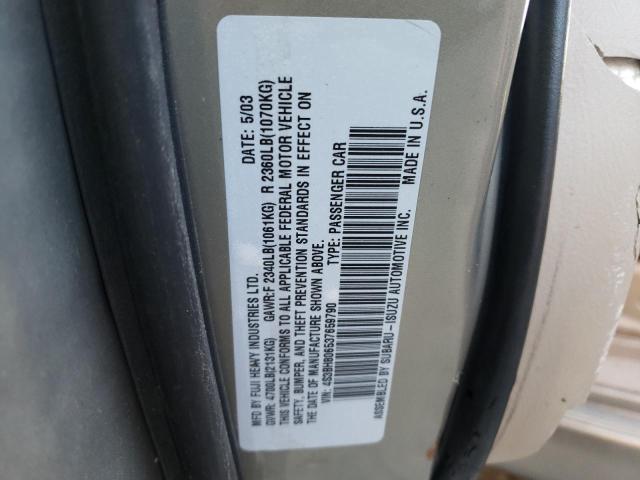 MFD BY FUJI HEAVY INDUSTRIES LTD. DATE: 5/03
GVWR: 4700LB(2131KG) GAWR:F 2340LB(1061KG) R 2360LB(1070KG)
THIS VEHICLE CONFORMS TO ALL APPLICABLE FEDERAL MOTOR VEHICLE
SAFETY, BUMPER, AND THEFT PREVENTION STANDARDS IN EFFECT ON
DATE OF MANUFACTURE SHOWN ABOVE.
VIN: 4S3BH806537659790 TYPE: PASSENGER CAR
ASSEMBLED BY SUBARU-ISUZU AUTOMOTIVE INC. MADE IN U.S.A.